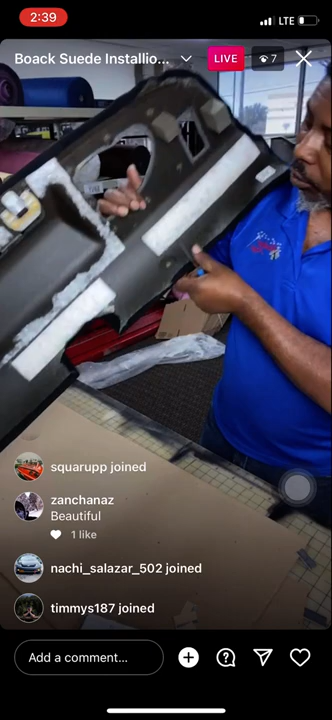 2:39
LTE
Boack Suede Installio...
LIVE
7
squarupp joined
zanchanaz
Beautiful
1 like
nachi_salazar_502 joined
timmys187 joined
Add a comment...